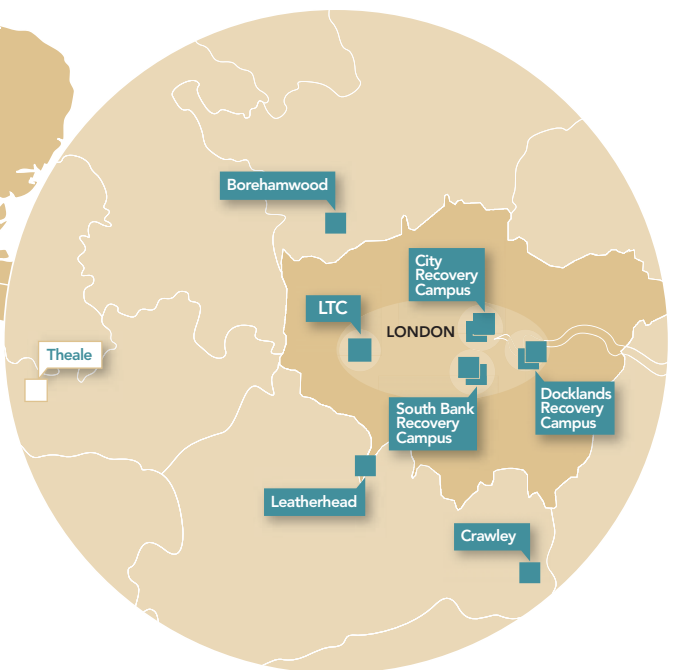 Borehamwood
City
Recovery
Campus
LTC
LONDON
Theale
Docklands
Recovery
Campus
South Bank
Recovery
Campus
Leatherhead
Crawley